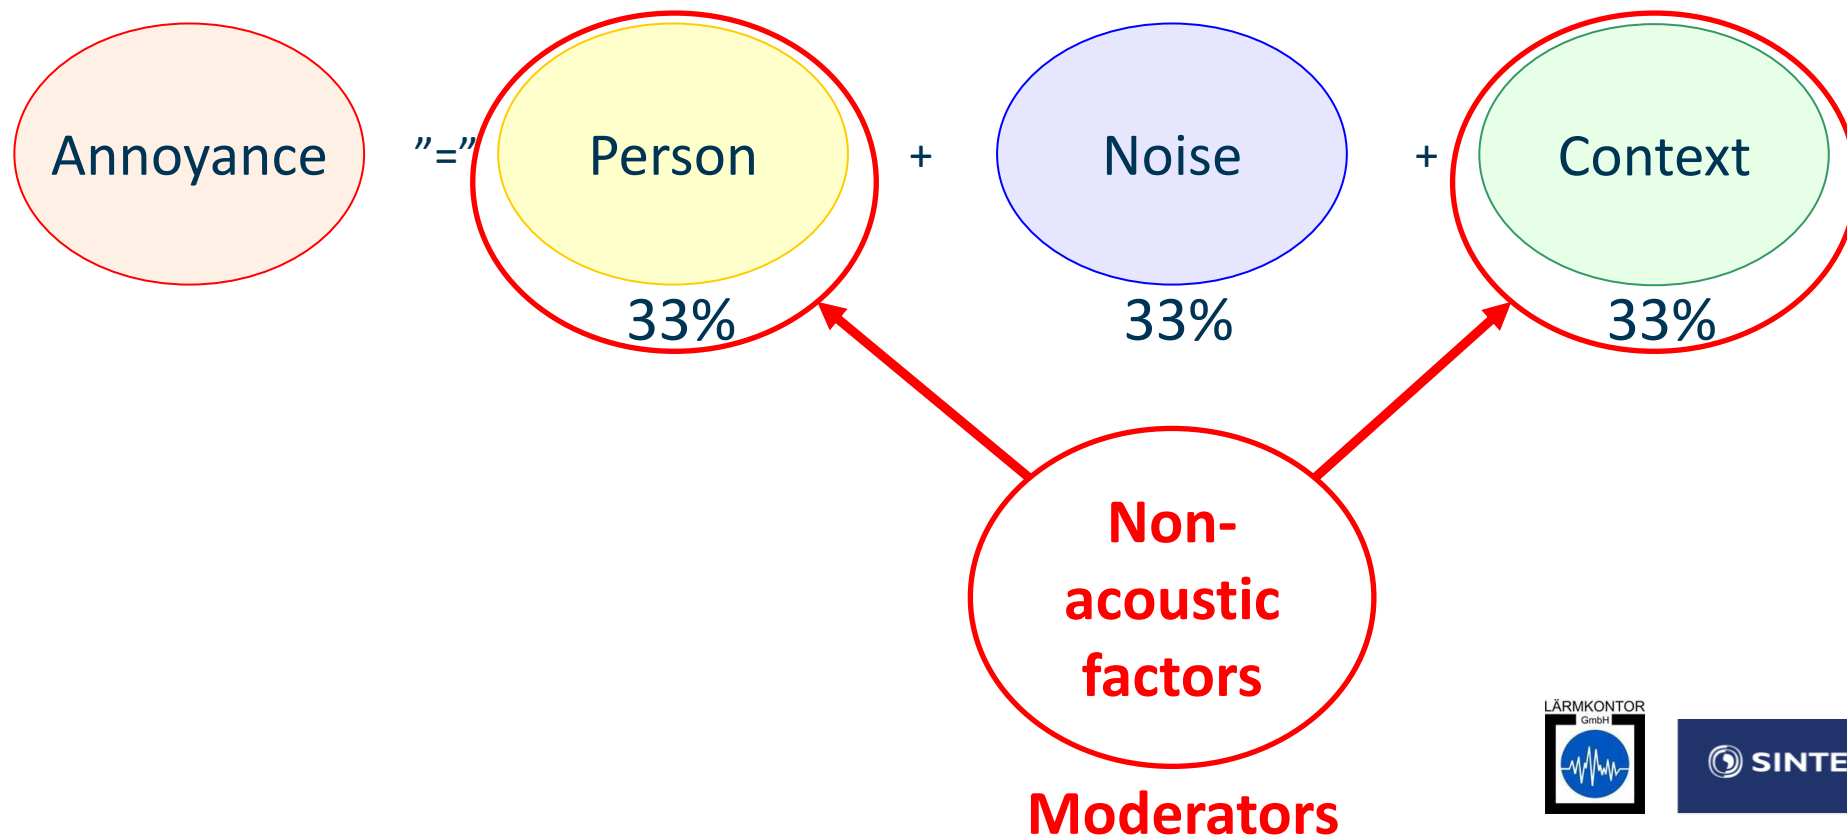 Annoyance ”=” Person + Noise + Context
33% 33% 33%
Non-
acoustic
factors
Moderators
LÄRMKONTOR
GmbH
SINTE